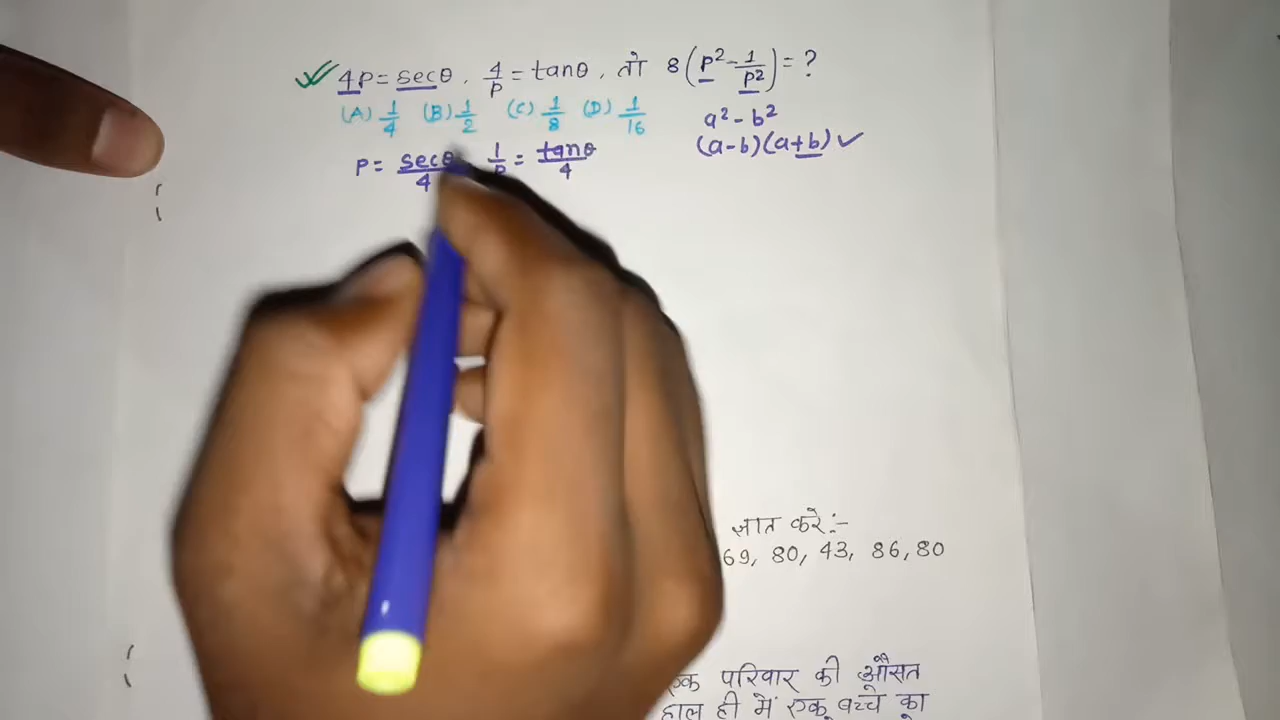 4P = secθ, 4/P = tanθ, तो 8(P² - 1/P²) = ?
(A) 1/4 (B) 1/2 (C) 1/8 (D) 1/16
a² - b²
(a-b)(a+b) ✓
P = secθ/4 1/P = tanθ/4
ज्ञात करे :-
69, 80, 43, 86, 80
एक परिवार की औसत
हाल ही में एक बच्चे का